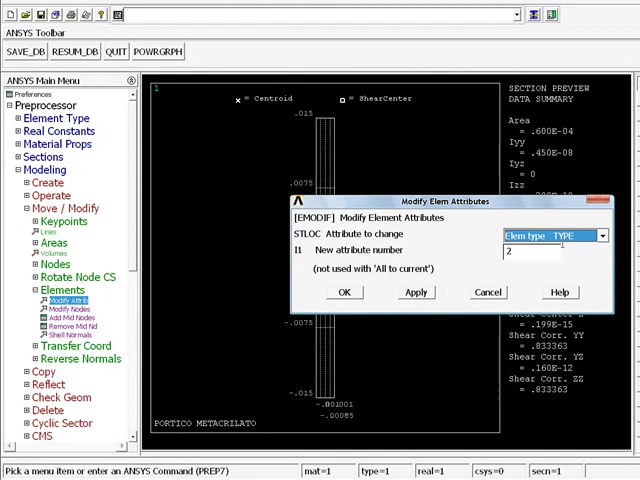 ANSYS Toolbar
SAVE_DB
RESUM_DB
QUIT
POWRGRPH
ANSYS Main Menu
Preferences
Preprocessor
Element Type
Real Constants
Material Props
Sections
Modeling
Create
Operate
Move / Modify
Keypoints
Lines
Areas
Volumes
Nodes
Rotate Node CS
Elements
Modify Attrib
Modify Nodes
Add Mid Nodes
Remove Mid Nd
Shell Normals
Transfer Coord
Reverse Normals
Copy
Reflect
Check Geom
Delete
Cyclic Sector
CMS
1
× = Centroid
= ShearCenter
.015
.0075
-.0075
-.015
-.00085
PORTICO METACRILATO
SECTION PREVIEW
DATA SUMMARY
Area
= .600E-04
Iyy
= .450E-08
Iyz
= 0
Izz
= .199E-15
Shear Corr. YY
= .833363
Shear Corr. YZ
= .160E-12
Shear Corr. ZZ
= .833363
Modify Elem Attributes
[EMODIF] Modify Element Attributes
STLOC Attribute to change
Elem type TYPE
I1 New attribute number
2
(not used with 'All to current')
OK
Apply
Cancel
Help
Pick a menu item or enter an ANSYS Command (PREP7)
mat=1
type=1
real=1
csys=0
secn=1